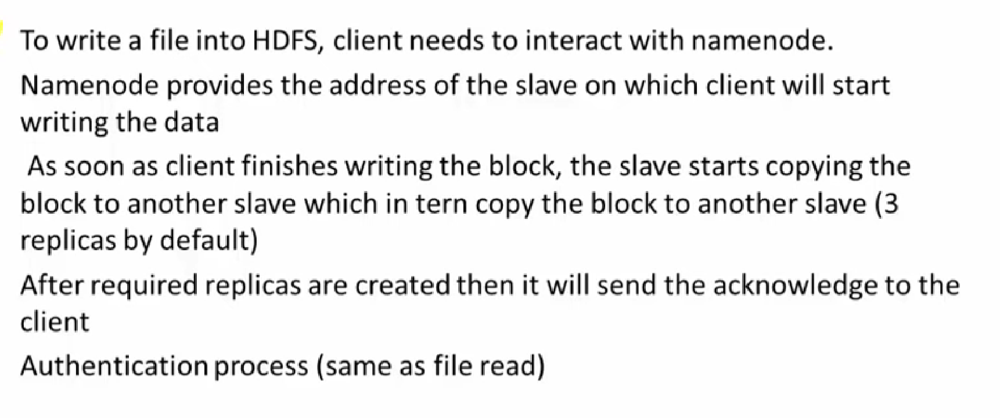 To write a file into HDFS, client needs to interact with namenode.
Namenode provides the address of the slave on which client will start
writing the data
As soon as client finishes writing the block, the slave starts copying the
block to another slave which in tern copy the block to another slave (3
replicas by default)
After required replicas are created then it will send the acknowledge to the
client
Authentication process (same as file read)